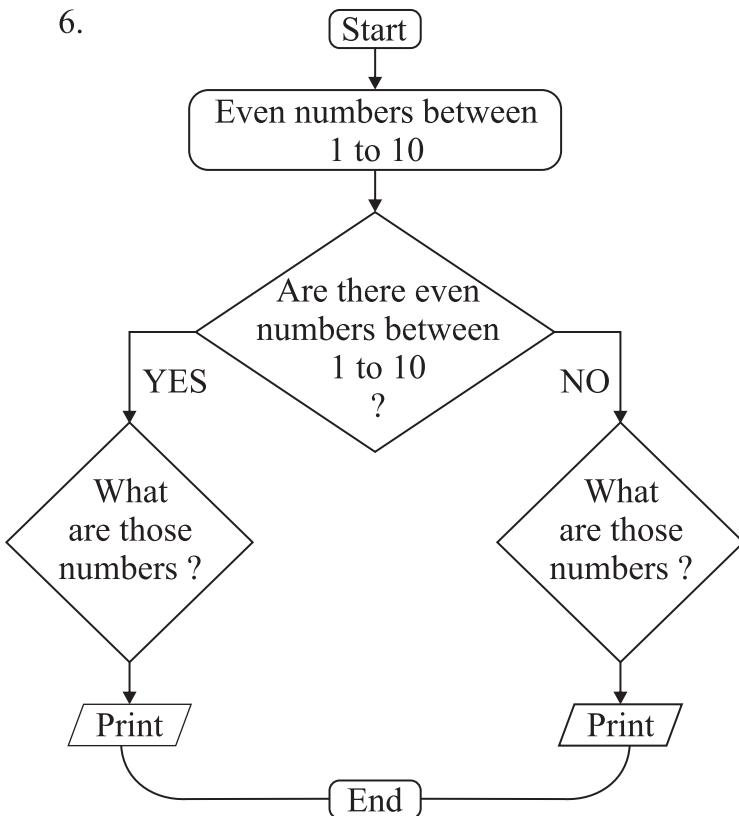 6.
Start
Even numbers between
1 to 10
Are there even
numbers between
1 to 10
?
YES
NO
What
are those
numbers ?
What
are those
numbers ?
Print
Print
End